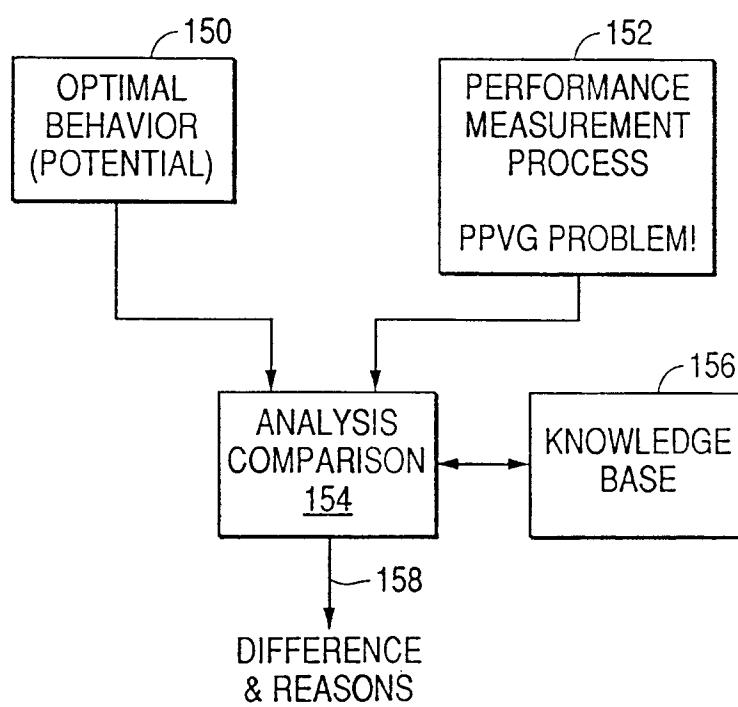 150
OPTIMAL
BEHAVIOR
(POTENTIAL)
152
PERFORMANCE
MEASUREMENT
PROCESS
PPVG PROBLEM!
ANALYSIS
COMPARISON
154
156
KNOWLEDGE
BASE
158
DIFFERENCE
& REASONS